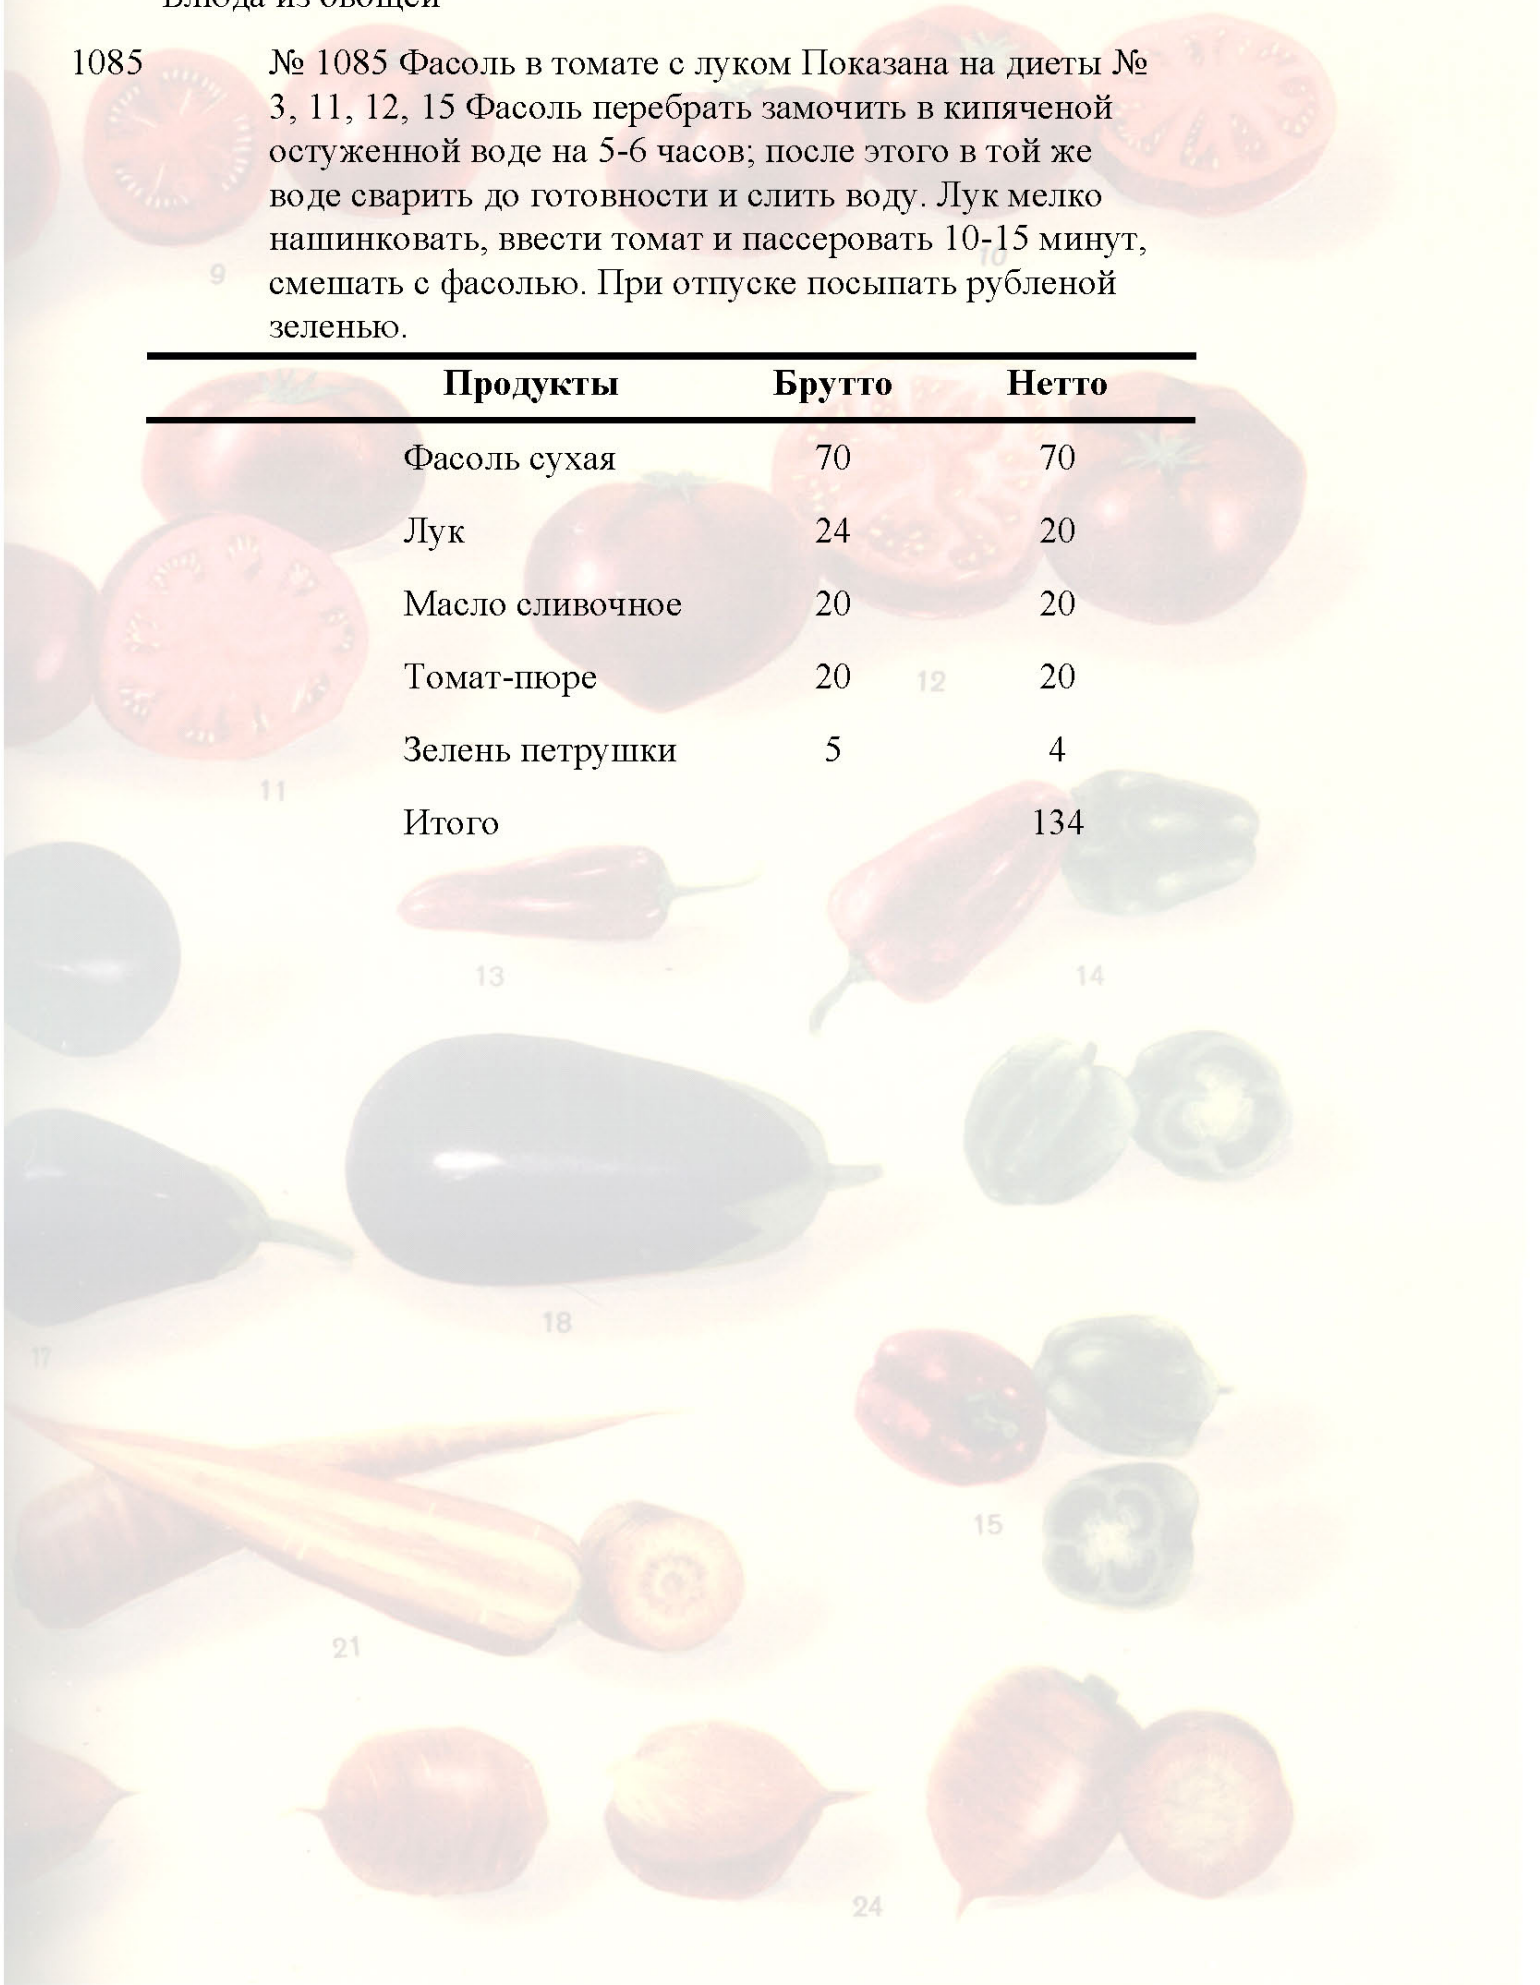 Блюда из овощей
1085 № 1085 Фасоль в томате с луком Показана на диеты №
3, 11, 12, 15 Фасоль перебрать замочить в кипяченой
остуженной воде на 5-6 часов; после этого в той же
воде сварить до готовности и слить воду. Лук мелко
нашинковать, ввести томат и пассеровать 10-15 минут,
смешать с фасолью. При отпуске посыпать рубленой
зеленью.
Продукты Брутто Нетто
Фасоль сухая 70 70
Лук 24 20
Масло сливочное 20 20
Томат-пюре 20 20
Зелень петрушки 5 4
Итого 134
9
10
11
12
13
14
17
18
15
21
24